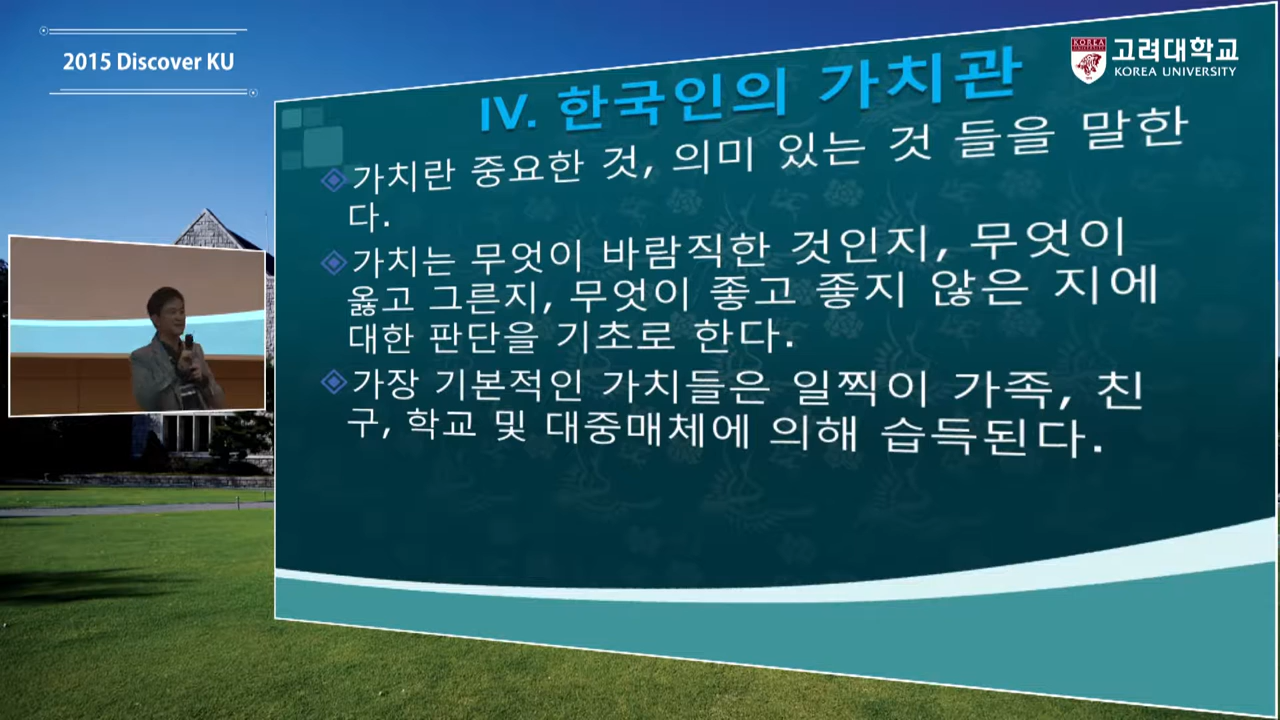 2015 Discover KU
KOREA
고려대학교
KOREA UNIVERSITY
IV. 한국인의 가치관
가치란 중요한 것, 의미 있는 것 들을 말한
다.
가치는 무엇이 바람직한 것인지, 무엇이
옳고 그른지, 무엇이 좋고 좋지 않은 지에
대한 판단을 기초로 한다.
가장 기본적인 가치들은 일찍이 가족, 친
구, 학교 및 대중매체에 의해 습득된다.